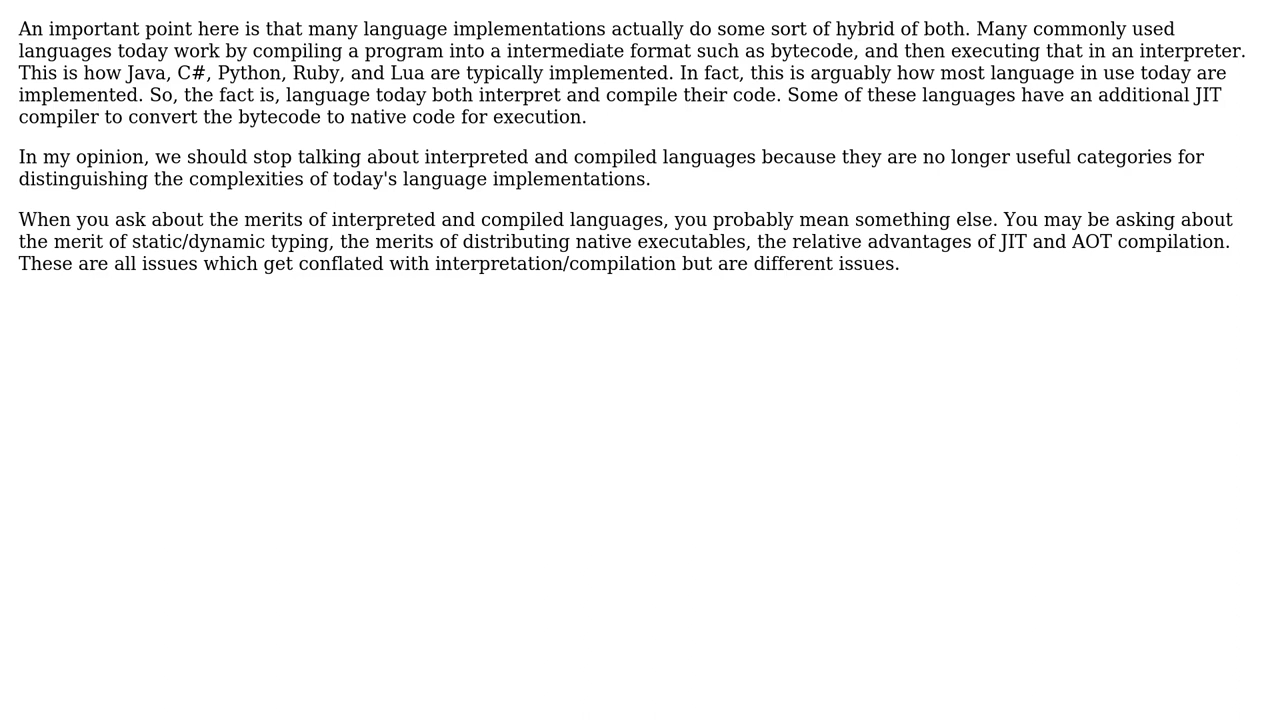 An important point here is that many language implementations actually do some sort of hybrid of both. Many commonly used
languages today work by compiling a program into a intermediate format such as bytecode, and then executing that in an interpreter.
This is how Java, C#, Python, Ruby, and Lua are typically implemented. In fact, this is arguably how most language in use today are
implemented. So, the fact is, language today both interpret and compile their code. Some of these languages have an additional JIT
compiler to convert the bytecode to native code for execution.
In my opinion, we should stop talking about interpreted and compiled languages because they are no longer useful categories for
distinguishing the complexities of today's language implementations.
When you ask about the merits of interpreted and compiled languages, you probably mean something else. You may be asking about
the merit of static/dynamic typing, the merits of distributing native executables, the relative advantages of JIT and AOT compilation.
These are all issues which get conflated with interpretation/compilation but are different issues.